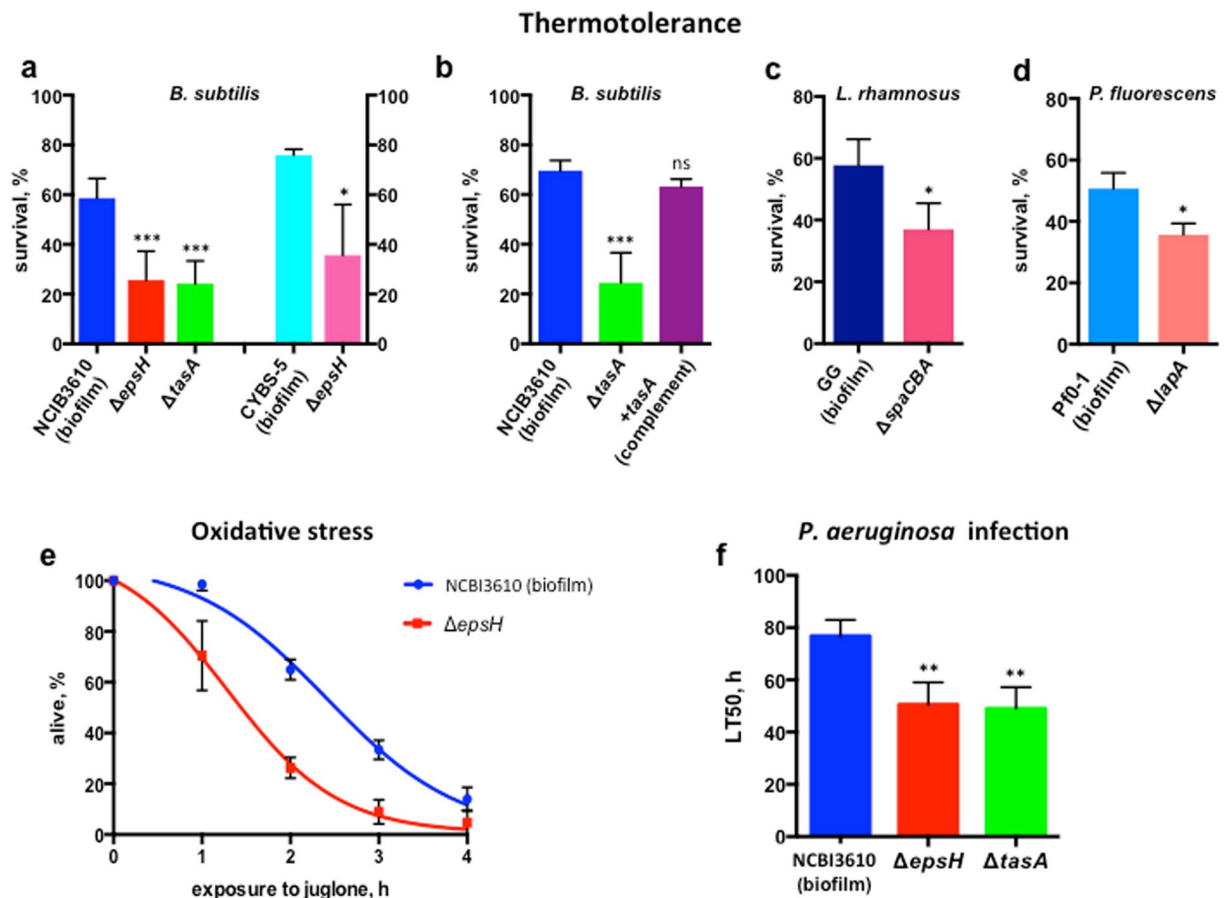 Thermotolerance
a
B. subtilis
survival, %
100
80
60
40
20
0
100
80
60
40
20
0
***
***
*
NCIB3610
(biofilm)
ΔepsH
ΔtasA
CYBS-5
(biofilm)
ΔepsH
b
B. subtilis
survival, %
100
80
60
40
20
0
***
ns
NCIB3610
(biofilm)
ΔtasA
+tasA
(complement)
c
L. rhamnosus
survival, %
80
60
40
20
0
*
GG
(biofilm)
ΔspaCBA
d
P. fluorescens
survival, %
80
60
40
20
0
*
Pf0-1
(biofilm)
ΔlapA
Oxidative stress
e
alive, %
100
80
60
40
20
0
0 1 2 3 4
exposure to juglone, h
NCBI3610 (biofilm)
ΔepsH
P. aeruginosa infection
f
LT50, h
100
80
60
40
20
0
**
**
NCBI3610
(biofilm)
ΔepsH
ΔtasA